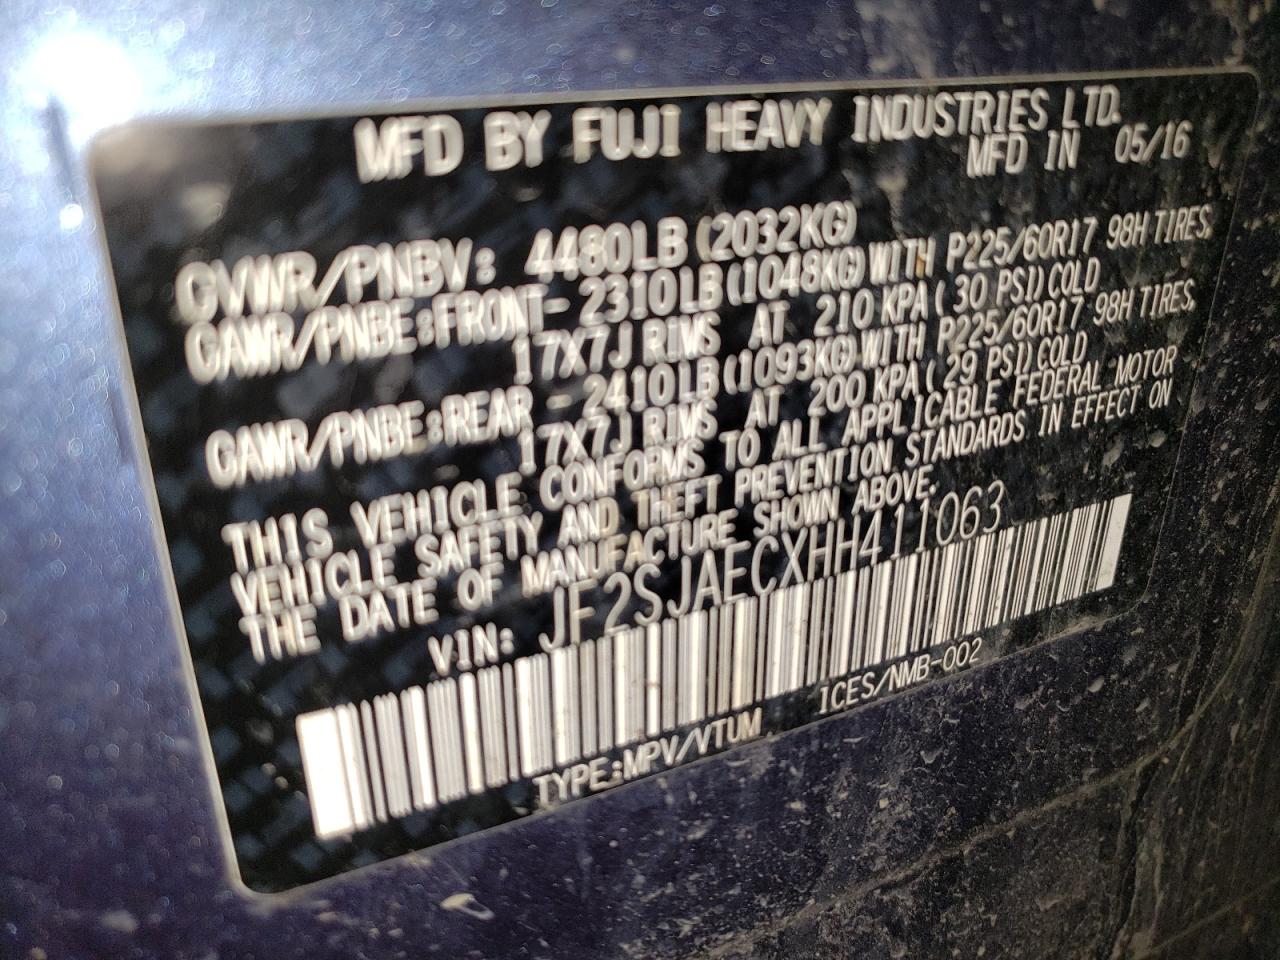 MFD BY FUJI HEAVY INDUSTRIES LTD.
MFD IN 05/16
GVWR/PNBV: 4480LB (2032KG)
GAWR/PNBE:FRONT- 2310LB (1048KG) WITH P225/60R17 98H TIRES,
17X7J RIMS AT 210 KPA ( 30 PSI) COLD
GAWR/PNBE:REAR - 2410LB (1093KG) WITH P225/60R17 98H TIRES,
17X7J RIMS AT 200 KPA ( 29 PSI) COLD
THIS VEHICLE CONFORMS TO ALL APPLICABLE FEDERAL MOTOR
VEHICLE SAFETY AND THEFT PREVENTION STANDARDS IN EFFECT ON
THE DATE OF MANUFACTURE SHOWN ABOVE.
VIN: JF2SJAECXHH411063
TYPE:MPV/VTUM ICES/NMB-002